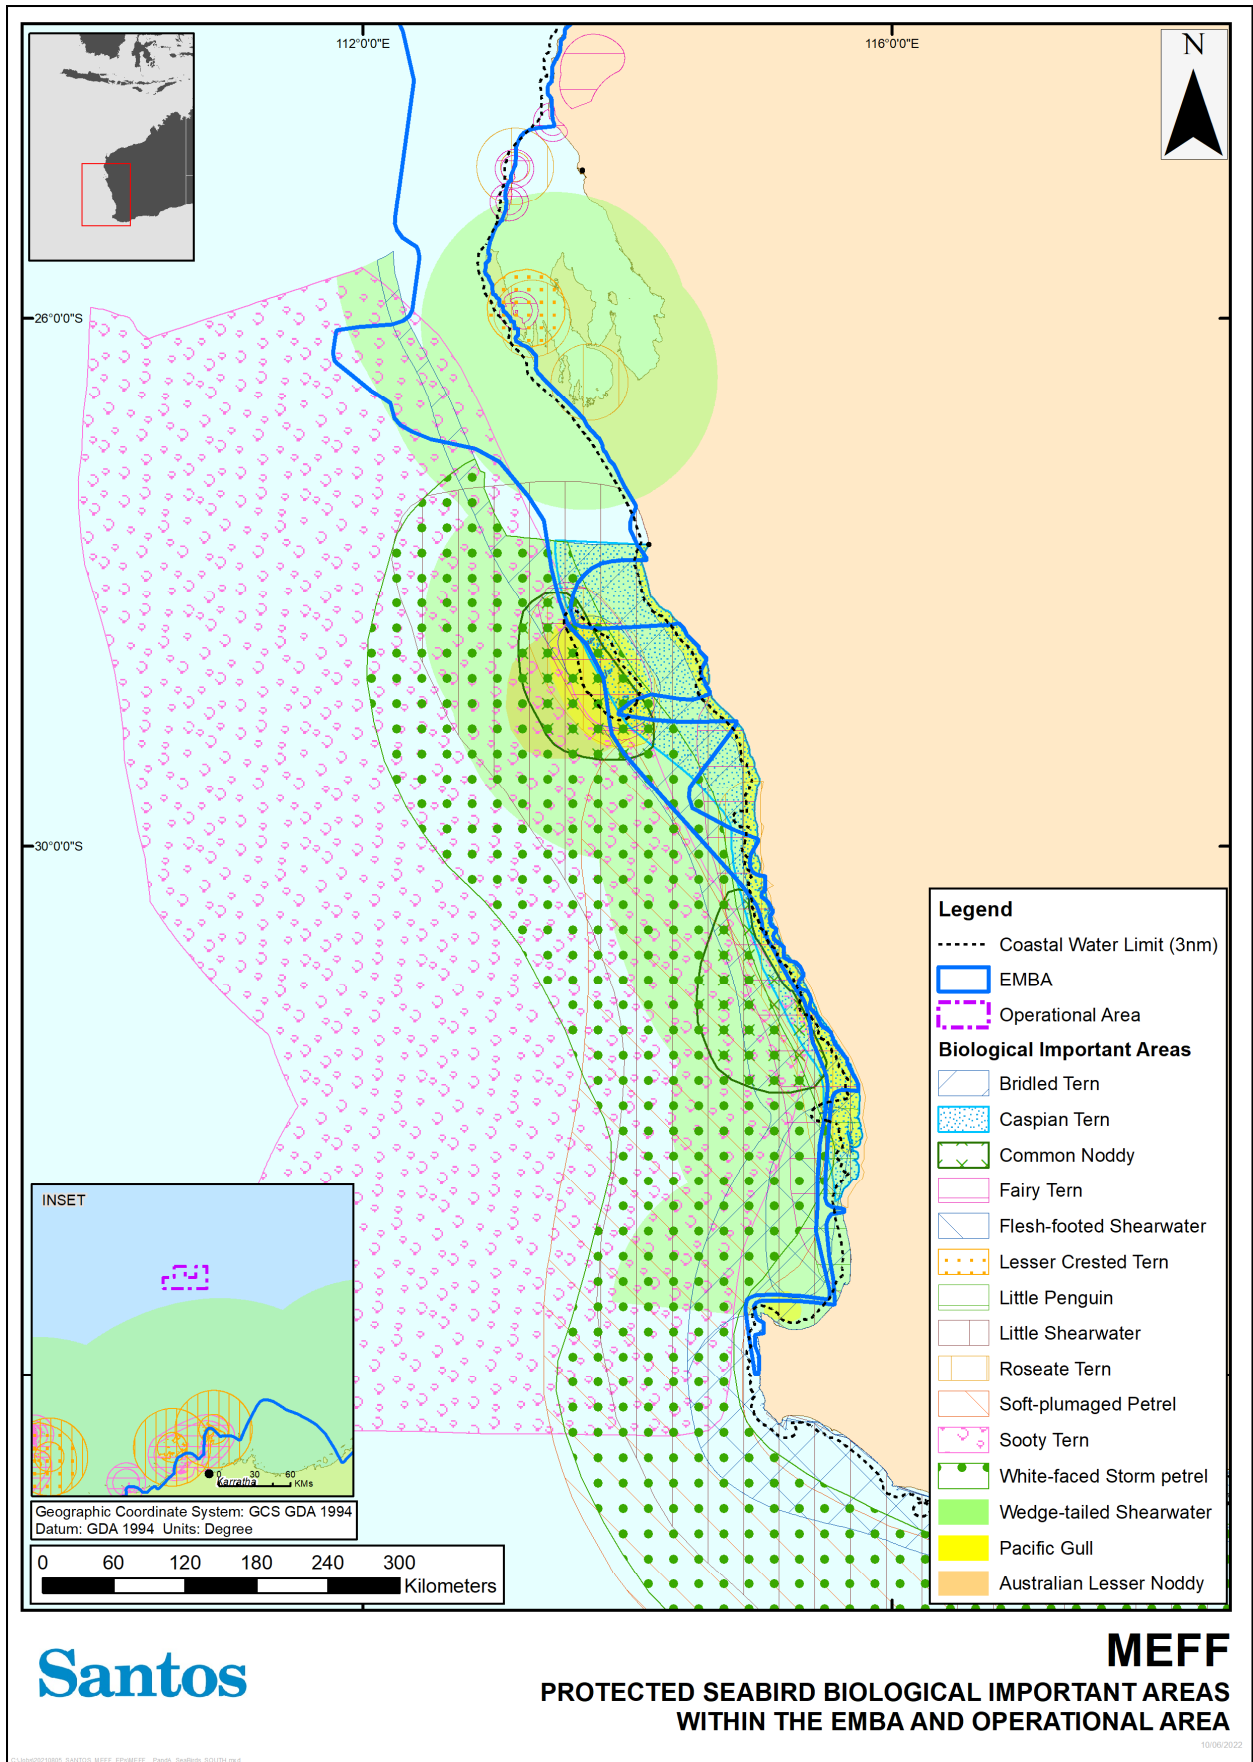 112°0'0"E
116°0'0"E
N
26°0'0"S
30°0'0"S
Legend
Coastal Water Limit (3nm)
EMBA
Operational Area
Biological Important Areas
Bridled Tern
Caspian Tern
Common Noddy
Fairy Tern
Flesh-footed Shearwater
Lesser Crested Tern
Little Penguin
Little Shearwater
Roseate Tern
Soft-plumaged Petrel
Sooty Tern
White-faced Storm petrel
Wedge-tailed Shearwater
Pacific Gull
Australian Lesser Noddy
INSET
0 30 60
KMs
Karratha
Geographic Coordinate System: GCS GDA 1994
Datum: GDA 1994 Units: Degree
0 60 120 180 240 300
Kilometers
Santos
MEFF
PROTECTED SEABIRD BIOLOGICAL IMPORTANT AREAS
WITHIN THE EMBA AND OPERATIONAL AREA
10/06/2022